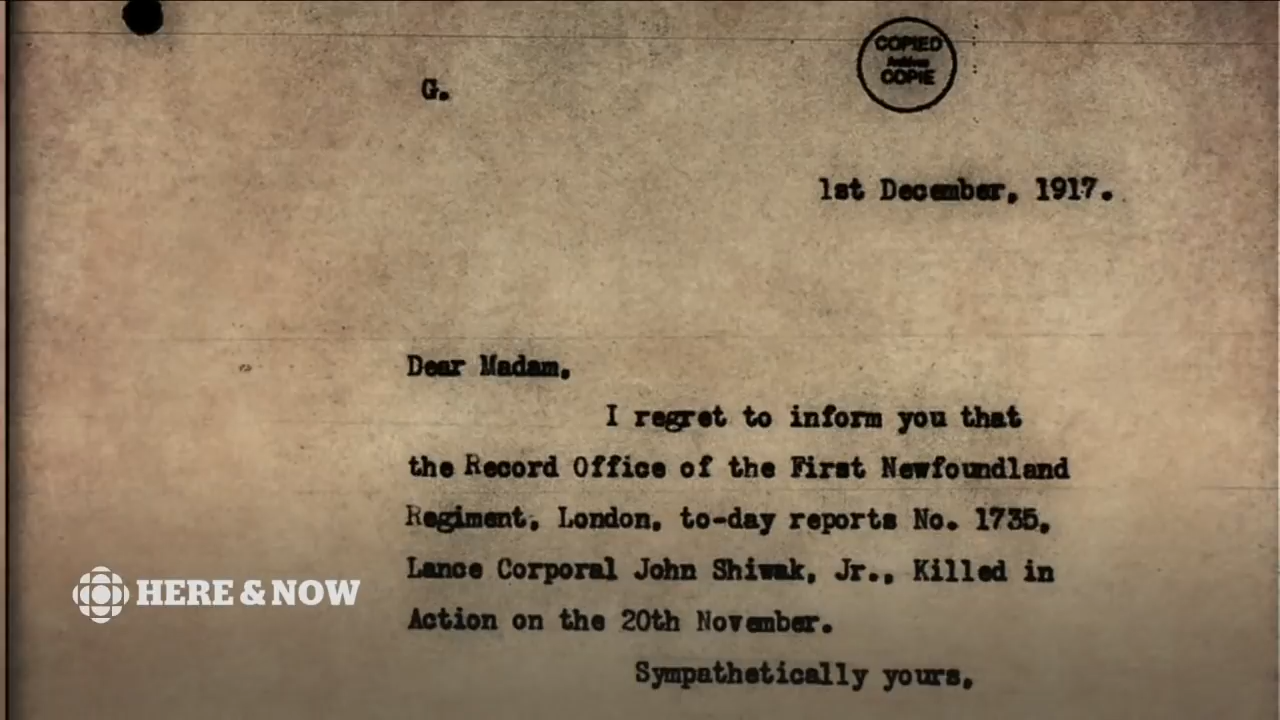 COPIED
COPIE
G.
1st December, 1917.
Dear Madam,
I regret to inform you that
the Record Office of the First Newfoundland
Regiment, London, to-day reports No. 1735,
Lance Corporal John Shiwak, Jr., Killed in
Action on the 20th November.
Sympathetically yours,
HERE & NOW